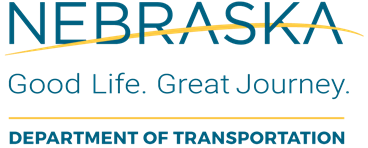 NEBRASKA
Good Life. Great Journey.
DEPARTMENT OF TRANSPORTATION